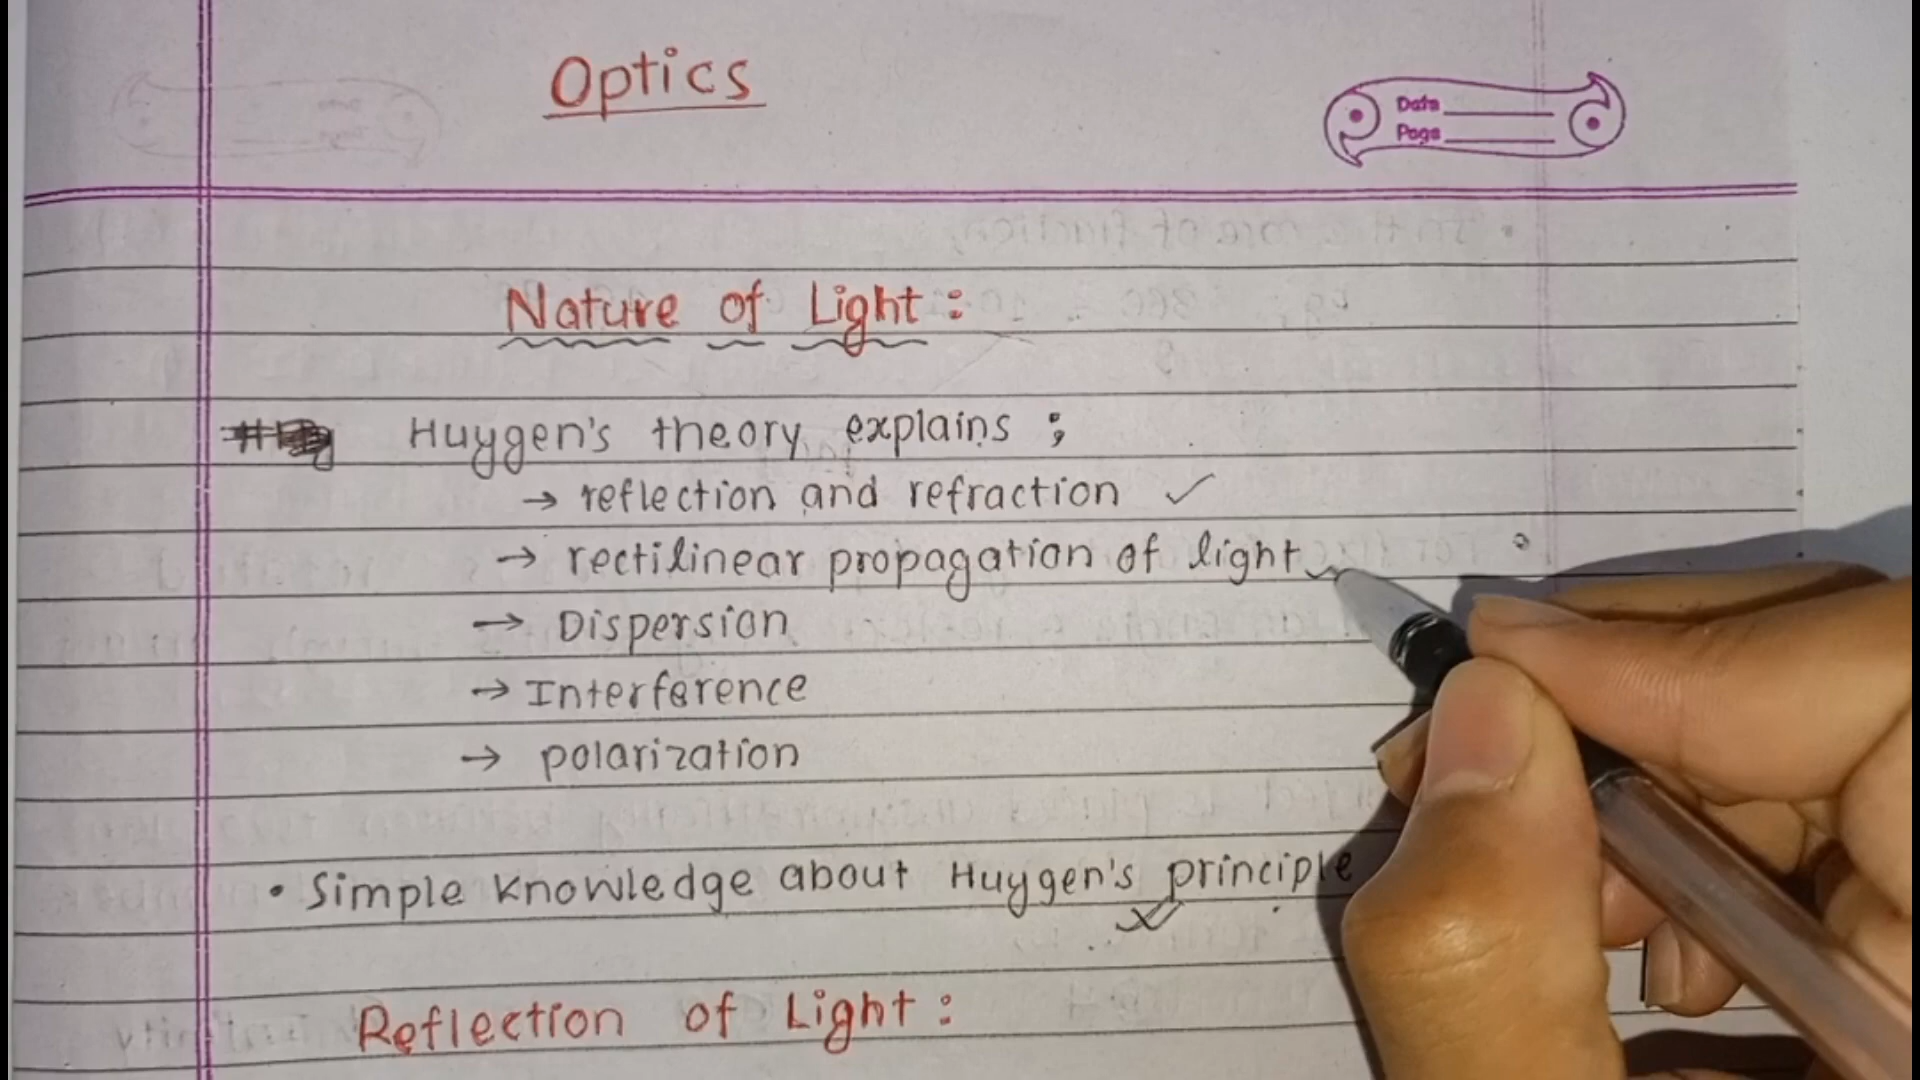 Optics
Date
Page
Nature of Light:
Huygen's theory explains ;
→ reflection and refraction ✓
→ rectilinear propagation of light
→ Dispersion
→ Interference
→ polarization
• Simple knowledge about Huygen's principle
Reflection of Light: